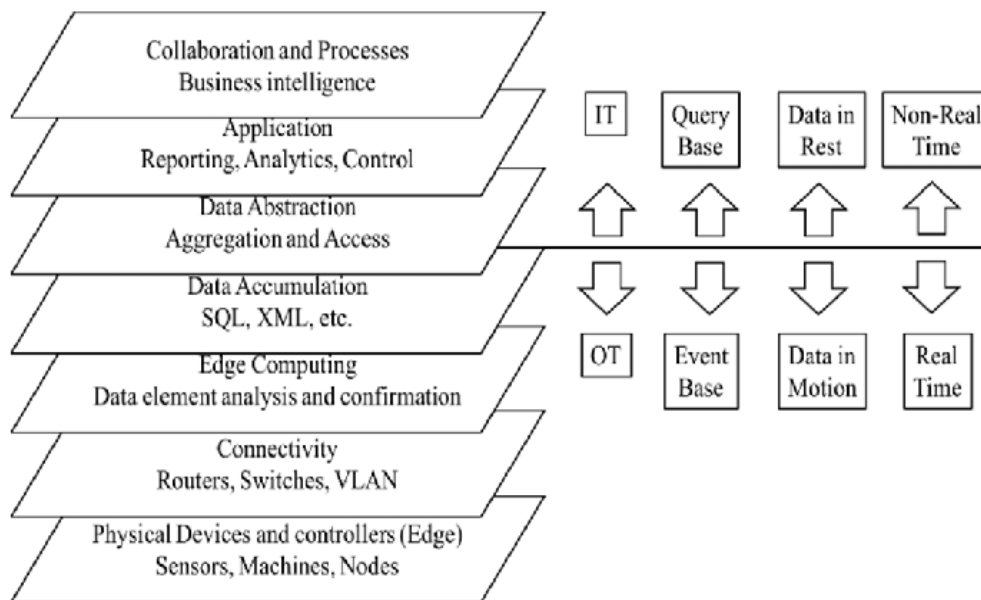 Collaboration and Processes
Business intelligence
Application
Reporting, Analytics, Control
Data Abstraction
Aggregation and Access
Data Accumulation
SQL, XML, etc.
Edge Computing
Data element analysis and confirmation
Connectivity
Routers, Switches, VLAN
Physical Devices and controllers (Edge)
Sensors, Machines, Nodes
IT
Query
Base
Data in
Rest
Non-Real
Time
OT
Event
Base
Data in
Motion
Real
Time